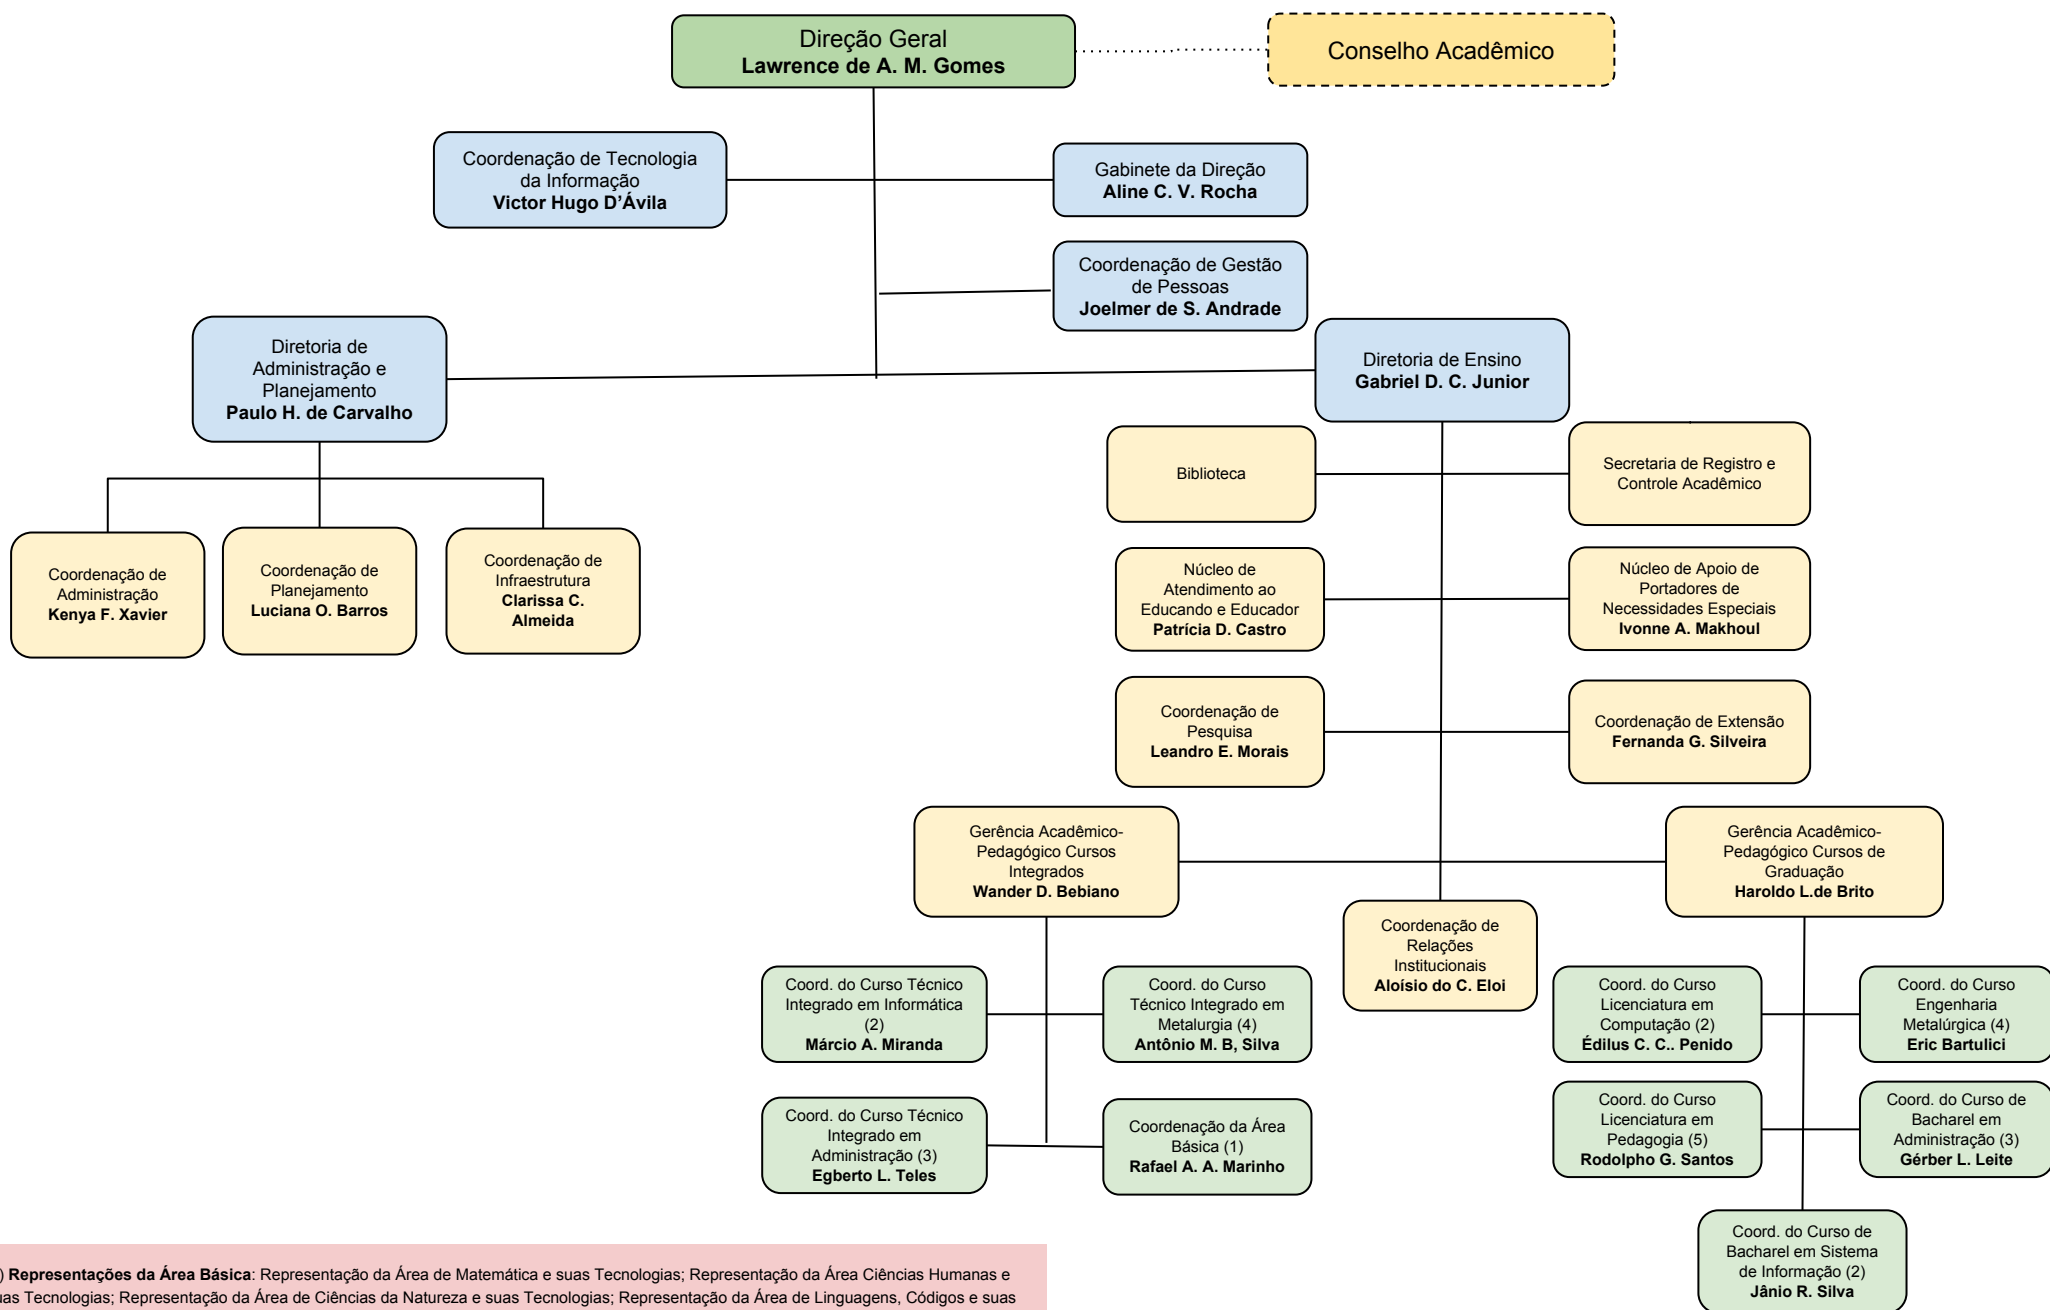 Direção Geral
Lawrence de A. M. Gomes
Conselho Acadêmico
Coordenação de Tecnologia
da Informação
Victor Hugo D'Ávila
Gabinete da Direção
Aline C. V. Rocha
Coordenação de Gestão
de Pessoas
Joelmer de S. Andrade
Diretoria de
Administração e
Planejamento
Paulo H. de Carvalho
Diretoria de Ensino
Gabriel D. C. Junior
Coordenação de
Administração
Kenya F. Xavier
Coordenação de
Planejamento
Luciana O. Barros
Coordenação de
Infraestrutura
Clarissa C.
Almeida
Biblioteca
Secretaria de Registro e
Controle Acadêmico
Núcleo de
Atendimento ao
Educando e Educador
Patrícia D. Castro
Núcleo de Apoio de
Portadores de
Necessidades Especiais
Ivonne A. Makhoul
Coordenação de
Pesquisa
Leandro E. Morais
Coordenação de Extensão
Fernanda G. Silveira
Gerência Acadêmico-
Pedagógico Cursos
Integrados
Wander D. Bebiano
Gerência Acadêmico-
Pedagógico Cursos de
Graduação
Haroldo L.de Brito
Coordenação de
Relações
Institucionais
Aloísio do C. Eloi
Coord. do Curso Técnico
Integrado em Informática
(2)
Márcio A. Miranda
Coord. do Curso
Técnico Integrado em
Metalurgia (4)
Antônio M. B, Silva
Coord. do Curso Técnico
Integrado em
Administração (3)
Egberto L. Teles
Coordenação da Área
Básica (1)
Rafael A. A. Marinho
Coord. do Curso
Licenciatura em
Computação (2)
Édilus C. C.. Penido
Coord. do Curso
Engenharia
Metalúrgica (4)
Eric Bartulici
Coord. do Curso
Licenciatura em
Pedagogia (5)
Rodolpho G. Santos
Coord. do Curso de
Bacharel em
Administração (3)
Gérber L. Leite
Coord. do Curso de
Bacharel em Sistema
de Informação (2)
Jânio R. Silva
) Representações da Área Básica: Representação da Área de Matemática e suas Tecnologias; Representação da Área Ciências Humanas e
uas Tecnologias; Representação da Área de Ciências da Natureza e suas Tecnologias; Representação da Área de Linguagens, Códigos e suas